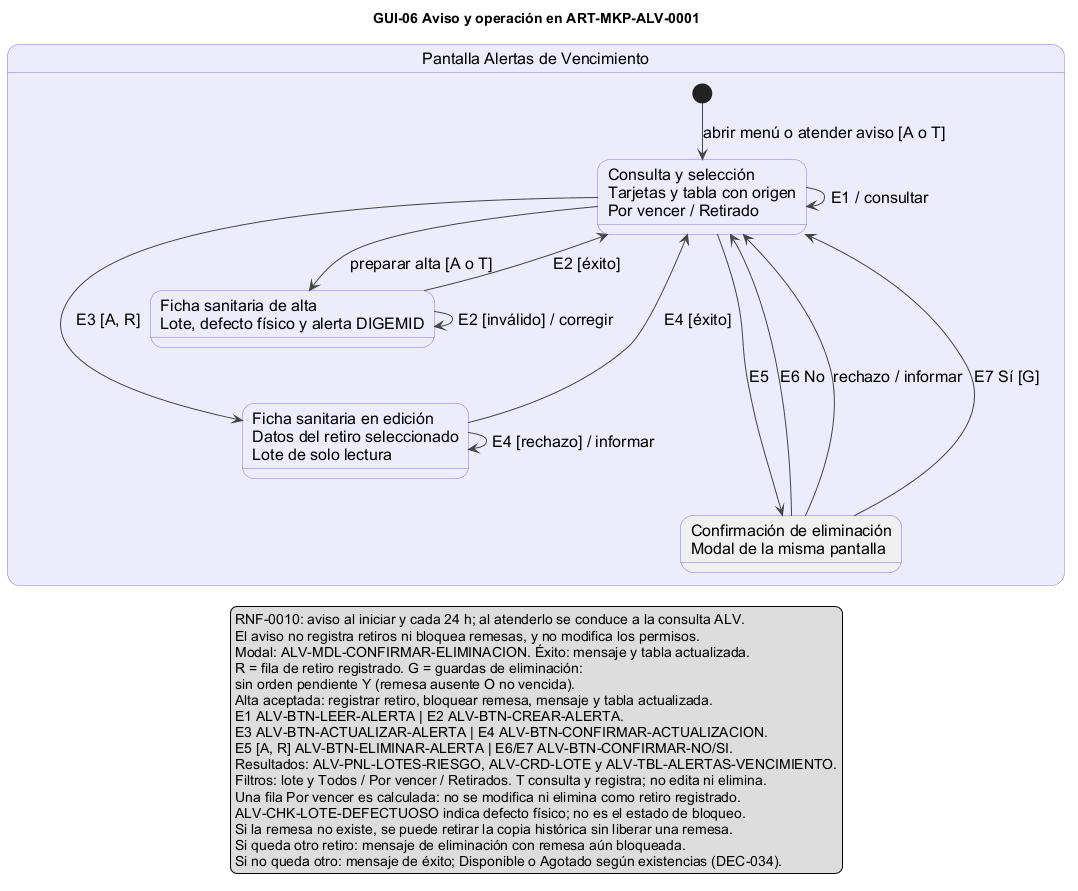 GUI-06 Aviso y operación en ART-MKP-ALV-0001
Pantalla Alertas de Vencimiento
abrir menú o atender aviso [A o T]
Consulta y selección
Tarjetas y tabla con origen
Por vencer / Retirado
E1 / consultar
preparar alta [A o T]
E2 [éxito]
Ficha sanitaria de alta
Lote, defecto físico y alerta DIGEMID
E2 [inválido] / corregir
E3 [A, R]
E4 [éxito]
E5
E6 No
rechazo / informar
E7 Sí [G]
Ficha sanitaria en edición
Datos del retiro seleccionado
Lote de solo lectura
E4 [rechazo] / informar
Confirmación de eliminación
Modal de la misma pantalla
RNF-0010: aviso al iniciar y cada 24 h; al atenderlo se conduce a la consulta ALV.
El aviso no registra retiros ni bloquea remesas, y no modifica los permisos.
Modal: ALV-MDL-CONFIRMAR-ELIMINACION. Éxito: mensaje y tabla actualizada.
R = fila de retiro registrado. G = guardas de eliminación:
sin orden pendiente Y (remesa ausente O no vencida).
Alta aceptada: registrar retiro, bloquear remesa, mensaje y tabla actualizada.
E1 ALV-BTN-LEER-ALERTA | E2 ALV-BTN-CREAR-ALERTA.
E3 ALV-BTN-ACTUALIZAR-ALERTA | E4 ALV-BTN-CONFIRMAR-ACTUALIZACION.
E5 [A, R] ALV-BTN-ELIMINAR-ALERTA | E6/E7 ALV-BTN-CONFIRMAR-NO/SI.
Resultados: ALV-PNL-LOTES-RIESGO, ALV-CRD-LOTE y ALV-TBL-ALERTAS-VENCIMIENTO.
Filtros: lote y Todos / Por vencer / Retirados. T consulta y registra; no edita ni elimina.
Una fila Por vencer es calculada: no se modifica ni elimina como retiro registrado.
ALV-CHK-LOTE-DEFECTUOSO indica defecto físico; no es el estado de bloqueo.
Si la remesa no existe, se puede retirar la copia histórica sin liberar una remesa.
Si queda otro retiro: mensaje de eliminación con remesa aún bloqueada.
Si no queda otro: mensaje de éxito; Disponible o Agotado según existencias (DEC-034).